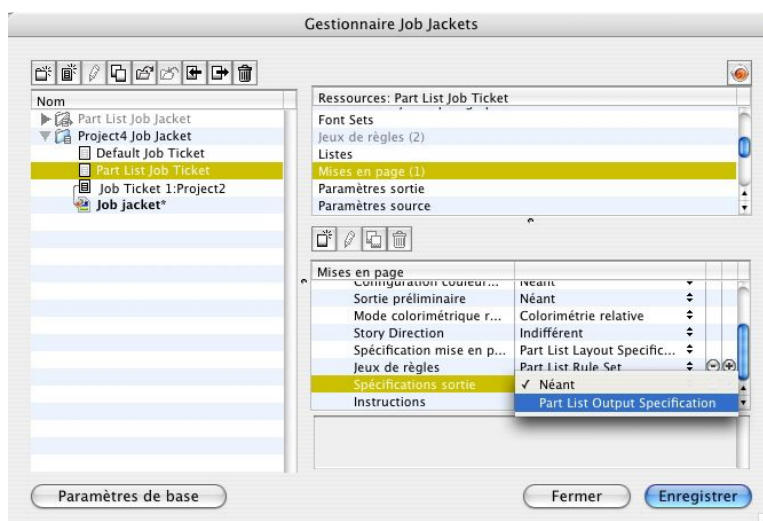 Gestionnaire Job Jackets
Nom
Part List Job Jacket
Project4 Job Jacket
Default Job Ticket
Part List Job Ticket
Job Ticket 1:Project2
Job jacket*
Ressources: Part List Job Ticket
Font Sets
Jeux de règles (2)
Listes
Mises en page (1)
Paramètres sortie
Paramètres source
Mises en page
Configuration couleur... Néant
Sortie préliminaire Néant
Mode colorimétrique r... Colorimétrie relative
Story Direction Indifférent
Spécification mise en p... Part List Layout Specific...
Jeux de règles Part List Rule Set
Spécifications sortie ✓ Néant
Instructions Part List Output Specification
Paramètres de base Fermer Enregistrer